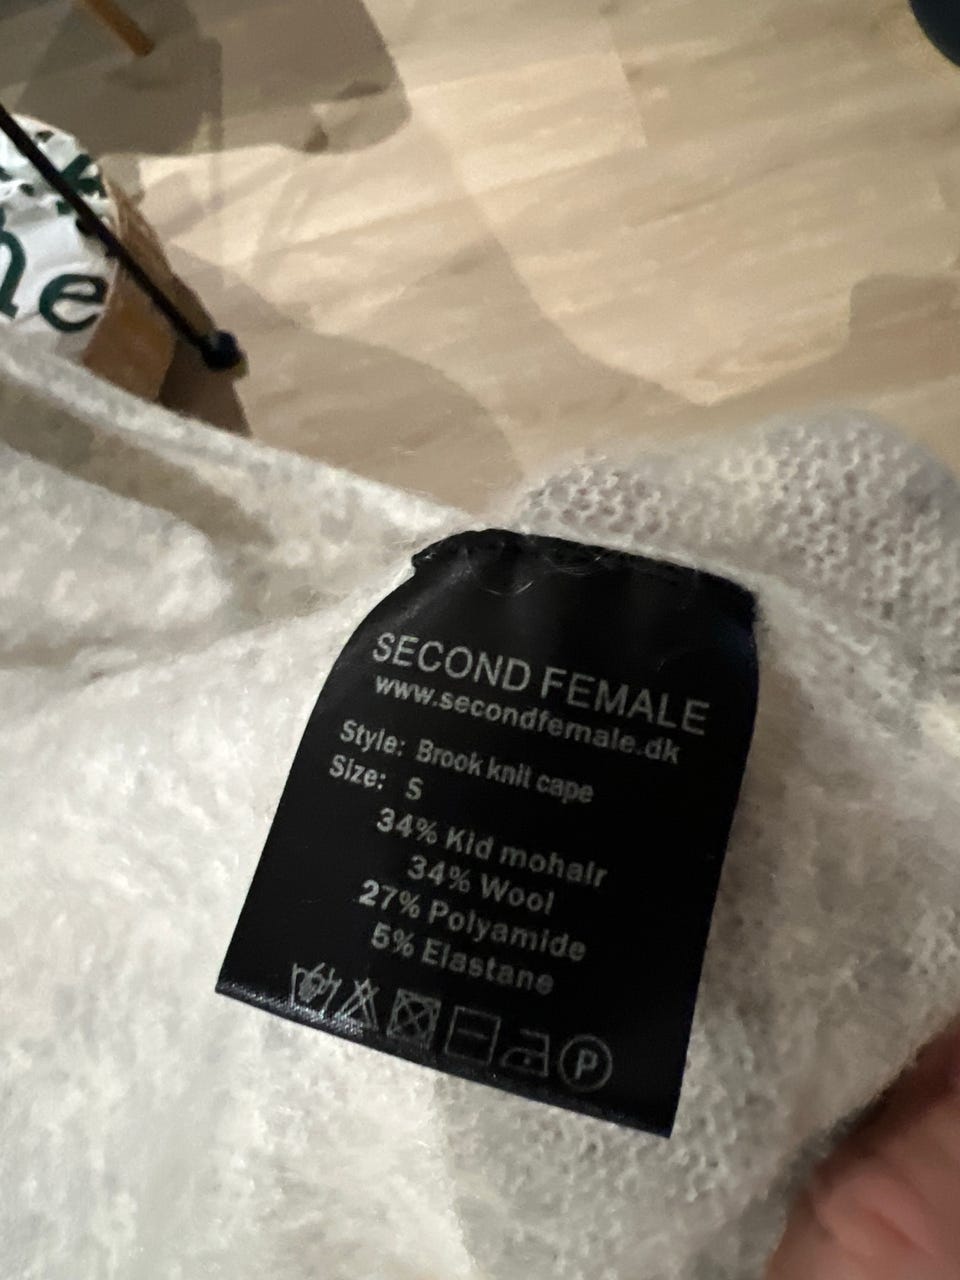 he
SECOND FEMALE
www.secondfemale.dk
Style: Brook knit cape
Size: S
34% Kid mohair
34% Wool
27% Polyamide
5% Elastane
P